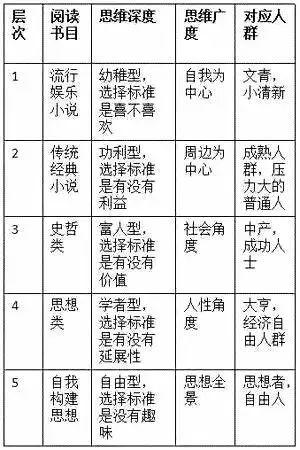 层次 阅读书目 思维深度 思维广度 对应人群
1 流行娱乐小说 幼稚型，选择标准是喜不喜欢 自我为中心 文青，小清新
2 传统经典小说 功利型，选择标准是有没有利益 周边为中心 成熟人群，压力大的普通人
3 史哲类 富人型，选择标准是有没有价值 社会角度 中产，成功人士
4 思想类 学者型，选择标准是有没有延展性 人性角度 大亨，经济自由人群
5 自我构建思想 自由型，选择标准是没有趣味 思想全景 思想者，自由人